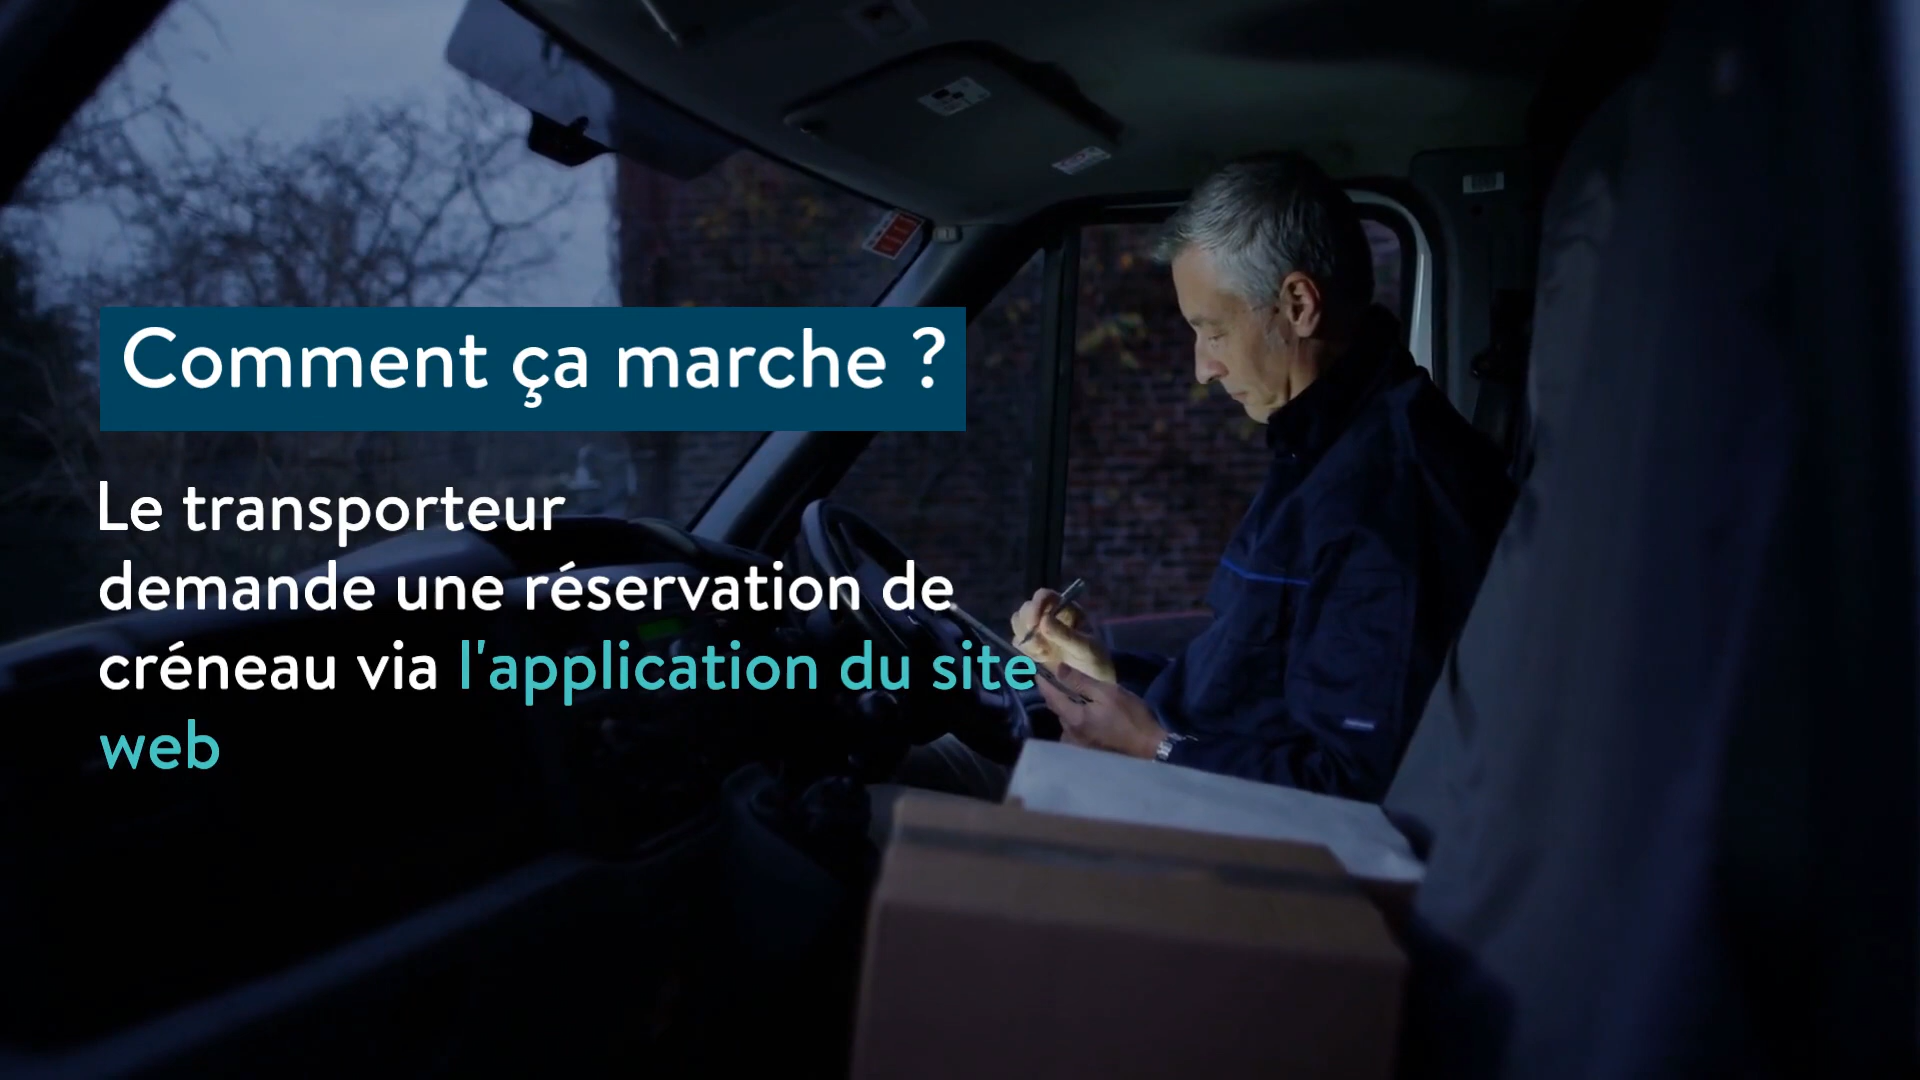 Comment ça marche ?
Le transporteur
demande une réservation de
créneau via l'application du site
web